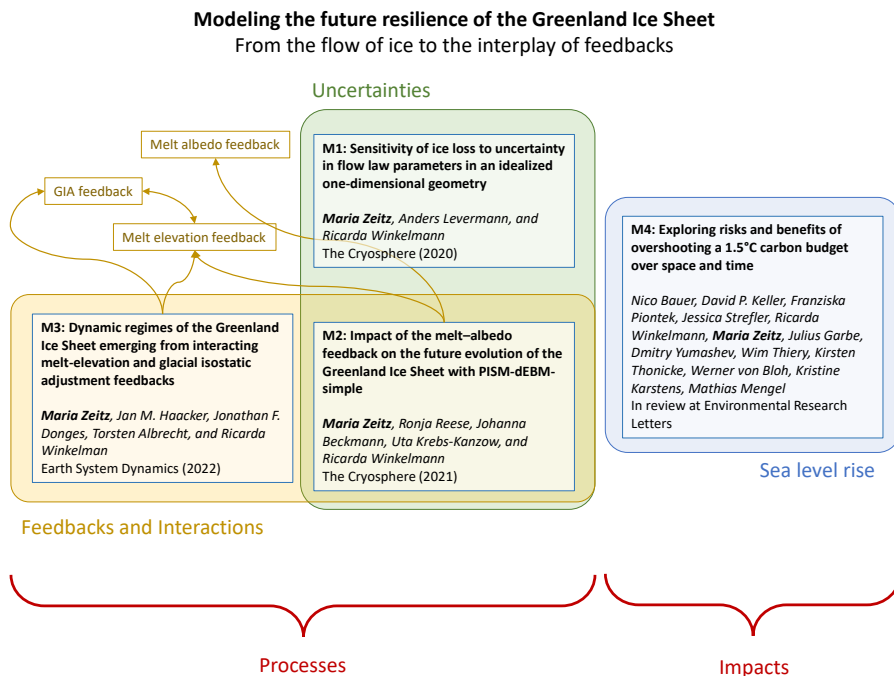 Modeling the future resilience of the Greenland Ice Sheet
From the flow of ice to the interplay of feedbacks
Uncertainties
Melt albedo feedback
GIA feedback
Melt elevation feedback
M1: Sensitivity of ice loss to uncertainty
in flow law parameters in an idealized
one-dimensional geometry
Maria Zeitz, Anders Levermann, and
Ricarda Winkelmann
The Cryosphere (2020)
M3: Dynamic regimes of the Greenland
Ice Sheet emerging from interacting
melt-elevation and glacial isostatic
adjustment feedbacks
Maria Zeitz, Jan M. Haacker, Jonathan F.
Donges, Torsten Albrecht, and Ricarda
Winkelman
Earth System Dynamics (2022)
M2: Impact of the melt–albedo
feedback on the future evolution of the
Greenland Ice Sheet with PISM-dEBM-
simple
Maria Zeitz, Ronja Reese, Johanna
Beckmann, Uta Krebs-Kanzow, and
Ricarda Winkelmann
The Cryosphere (2021)
M4: Exploring risks and benefits of
overshooting a 1.5°C carbon budget
over space and time
Nico Bauer, David P. Keller, Franziska
Piontek, Jessica Strefler, Ricarda
Winkelmann, Maria Zeitz, Julius Garbe,
Dmitry Yumashev, Wim Thiery, Kirsten
Thonicke, Werner von Bloh, Kristine
Karstens, Mathias Mengel
In review at Environmental Research
Letters
Sea level rise
Feedbacks and Interactions
Processes
Impacts